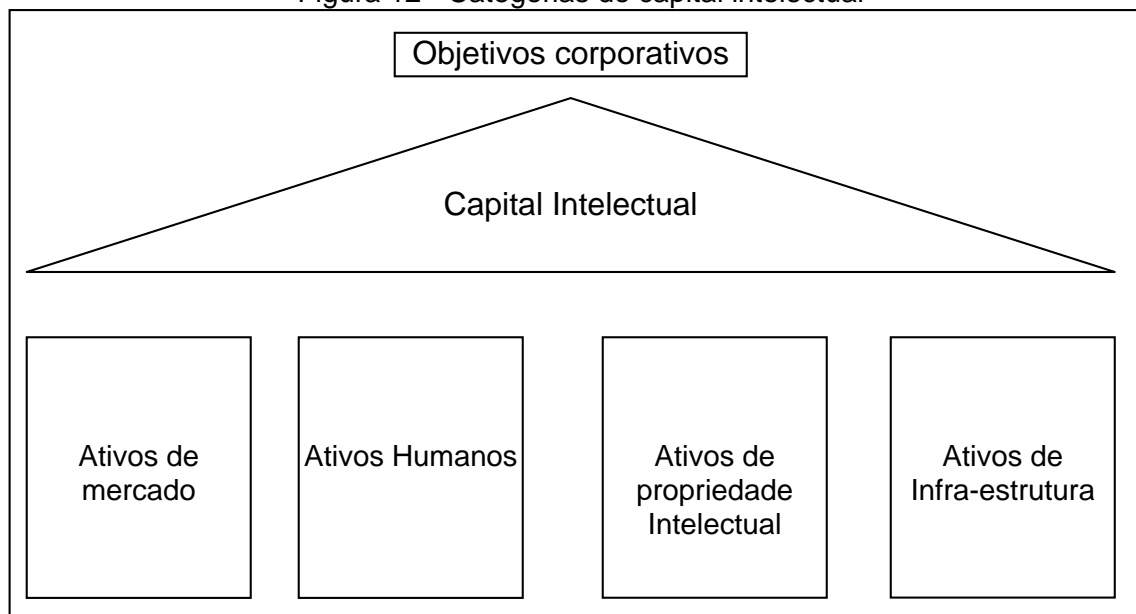 Objetivos corporativos
Capital Intelectual
Ativos de
mercado
Ativos Humanos
Ativos de
propriedade
Intelectual
Ativos de
Infra-estrutura